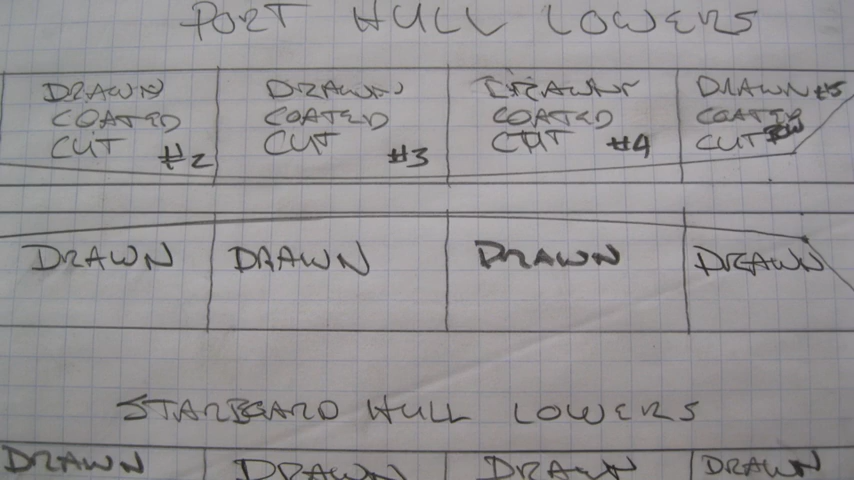 PORT HULL LOWERS
DRAWN DRAWN DRAWN DRAWN #5
COATED COATED COATED COATED
CUT #2 CUT #3 CUT #4 CUT
DRAWN DRAWN DRAWN DRAWN
STARBOARD HULL LOWERS
DRAWN DRAWN DRAWN DRAWN